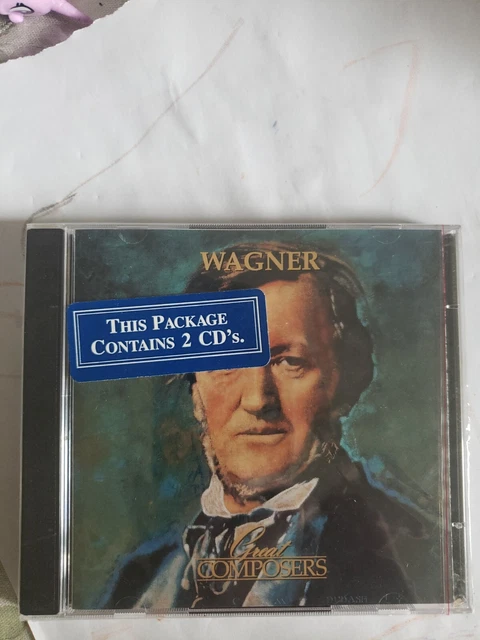 WAGNER
THIS PACKAGE
CONTAINS 2 CD's.
Great
COMPOSERS